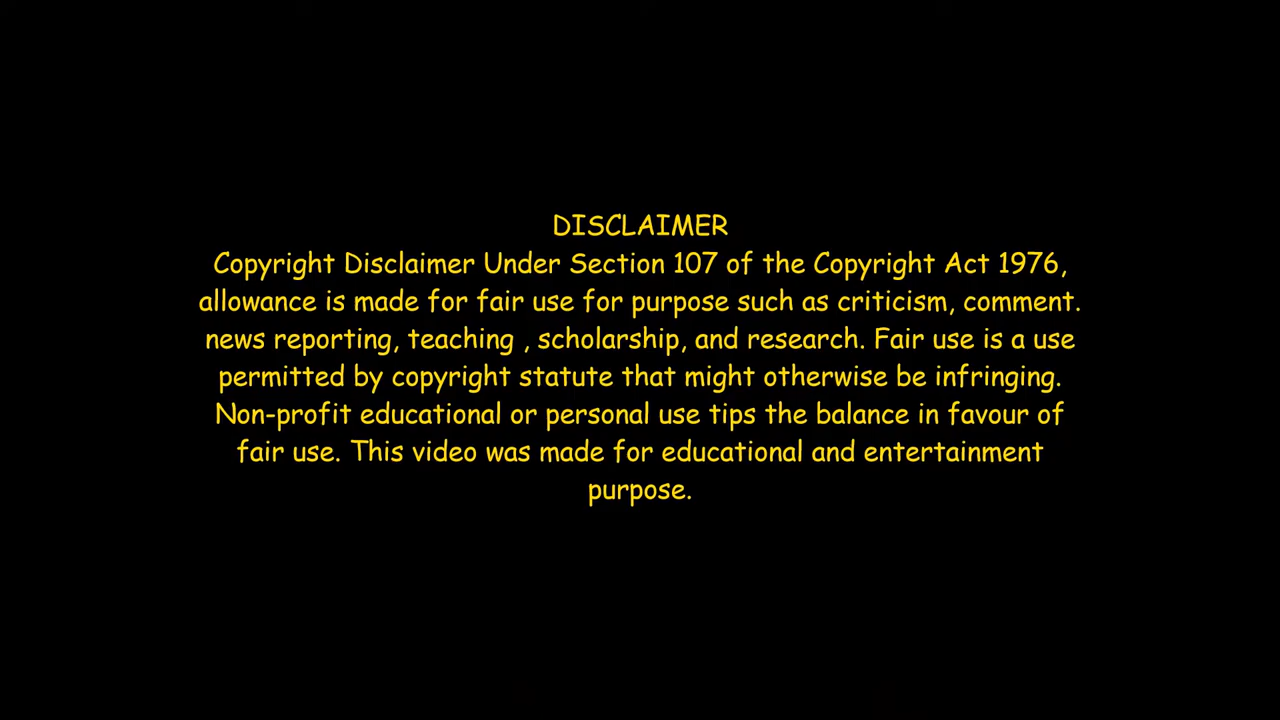 DISCLAIMER
Copyright Disclaimer Under Section 107 of the Copyright Act 1976,
allowance is made for fair use for purpose such as criticism, comment.
news reporting, teaching , scholarship, and research. Fair use is a use
permitted by copyright statute that might otherwise be infringing.
Non-profit educational or personal use tips the balance in favour of
fair use. This video was made for educational and entertainment
purpose.